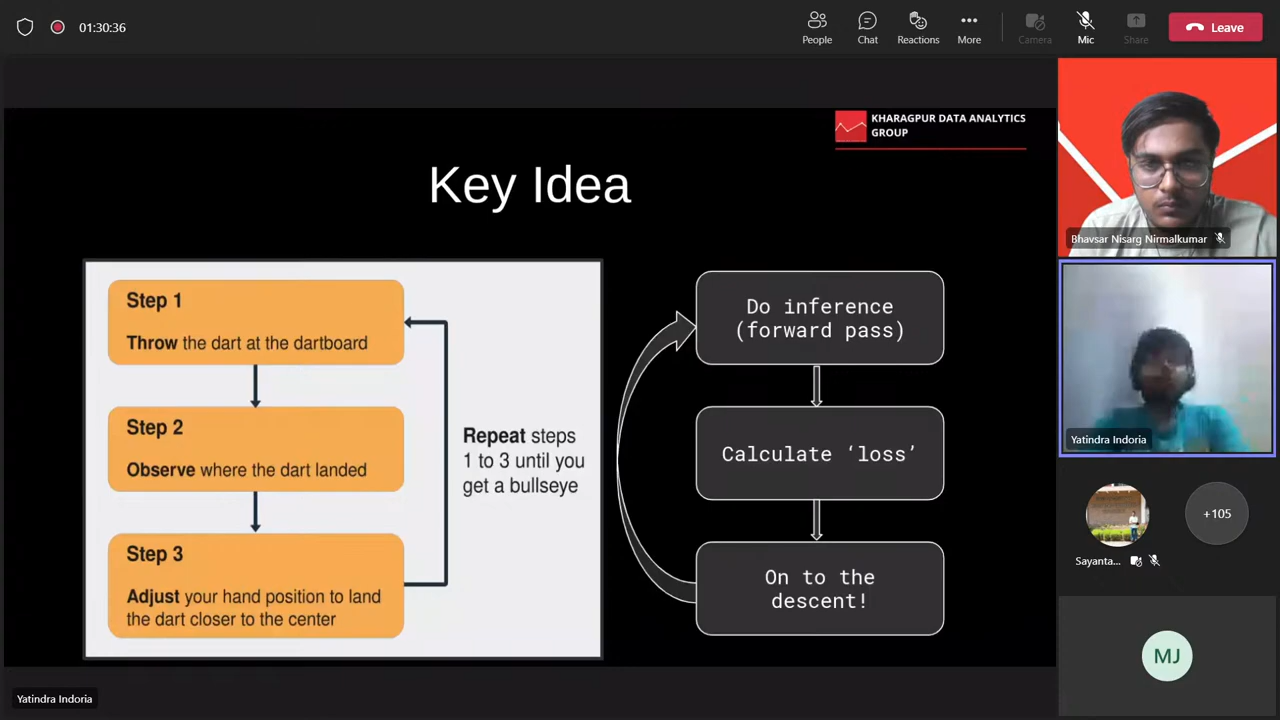 01:30:36
People
Chat
Reactions
More
Camera
Mic
Share
Leave
KHARAGPUR DATA ANALYTICS
GROUP
Key Idea
Step 1
Throw the dart at the dartboard
Step 2
Observe where the dart landed
Step 3
Adjust your hand position to land
the dart closer to the center
Repeat steps
1 to 3 until you
get a bullseye
Do inference
(forward pass)
Calculate ‘loss’
On to the
descent!
Bhavsar Nisarg Nirmalkumar
Yatindra Indoria
Sayanta...
+105
MJ
Yatindra Indoria